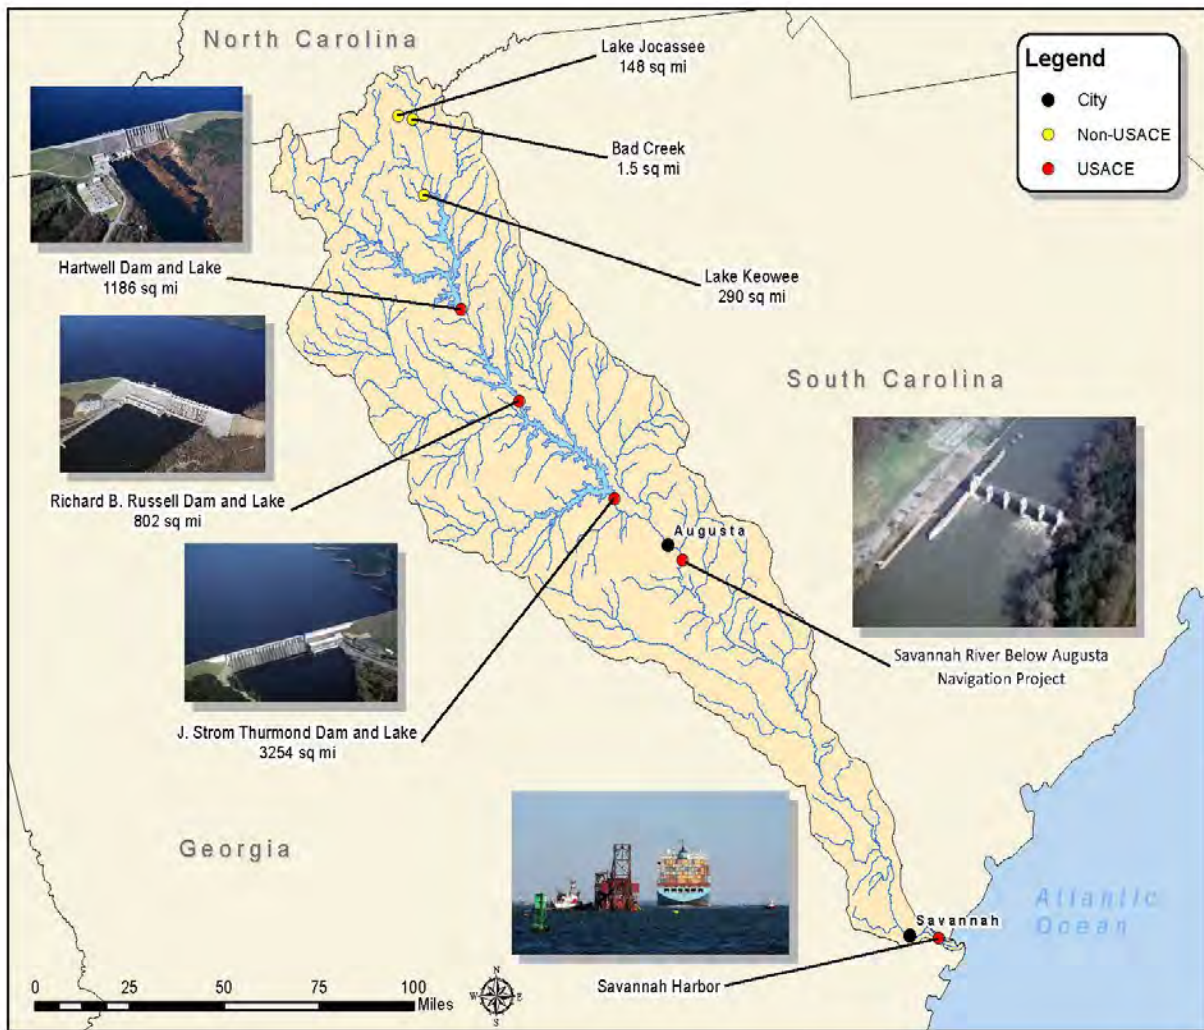 North Carolina
Lake Jocassee
148 sq mi
Legend
City
Non-USACE
USACE
Bad Creek
1.5 sq mi
Hartwell Dam and Lake
1186 sq mi
Lake Keowee
290 sq mi
South Carolina
Richard B. Russell Dam and Lake
802 sq mi
Augusta
Savannah River Below Augusta
Navigation Project
J. Strom Thurmond Dam and Lake
3254 sq mi
Georgia
Atlantic
Ocean
Savannah
Savannah Harbor
0 25 50 75 100
Miles
N
W E
S